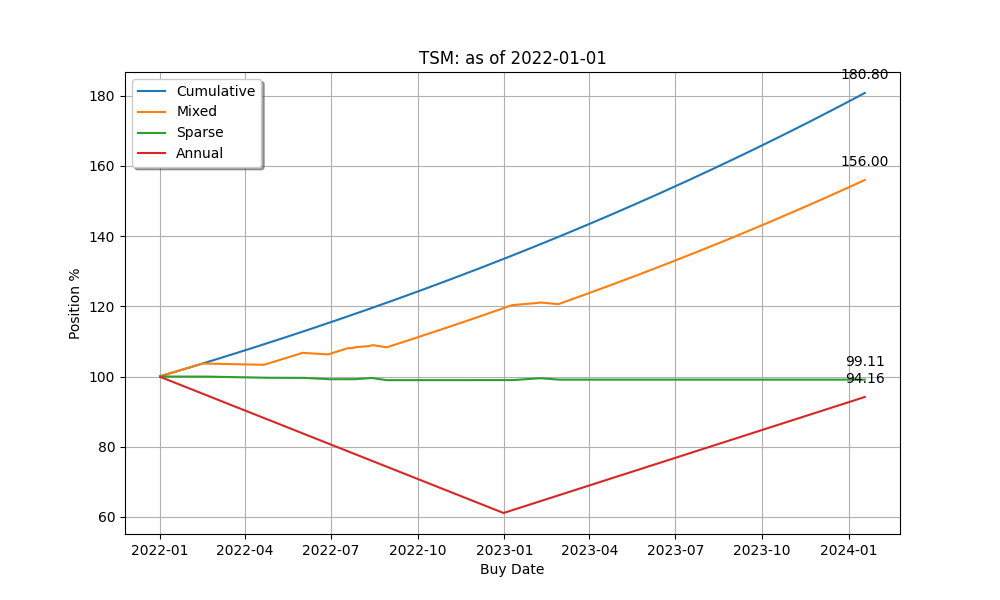 TSM: as of 2022-01-01
Cumulative
Mixed
Sparse
Annual
180.80
156.00
99.11
94.16
Position %
180
160
140
120
100
80
60
2022-01 2022-04 2022-07 2022-10 2023-01 2023-04 2023-07 2023-10 2024-01
Buy Date